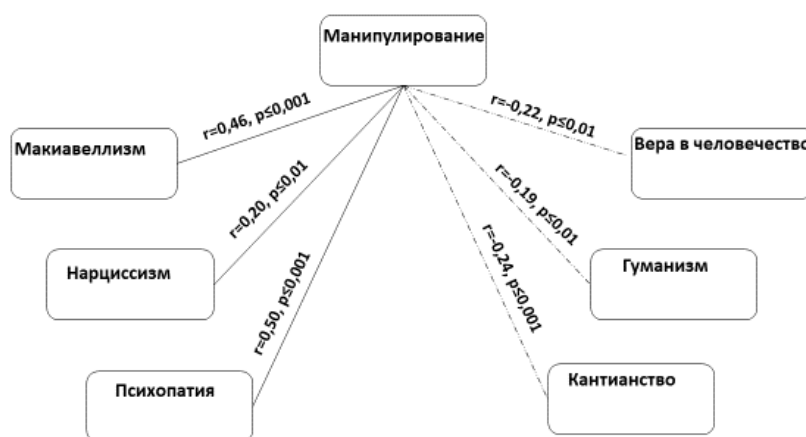 Манипулирование
r=0,46, p≤0,001
r=-0,22, p≤0,01
Макиавеллизм
Вера в человечество
r=0,20, p≤0,01
r=-0,19, p≤0,01
Нарциссизм
Гуманизм
r=0,50, p≤0,001
r=-0,24, p≤0,001
Психопатия
Кантианство